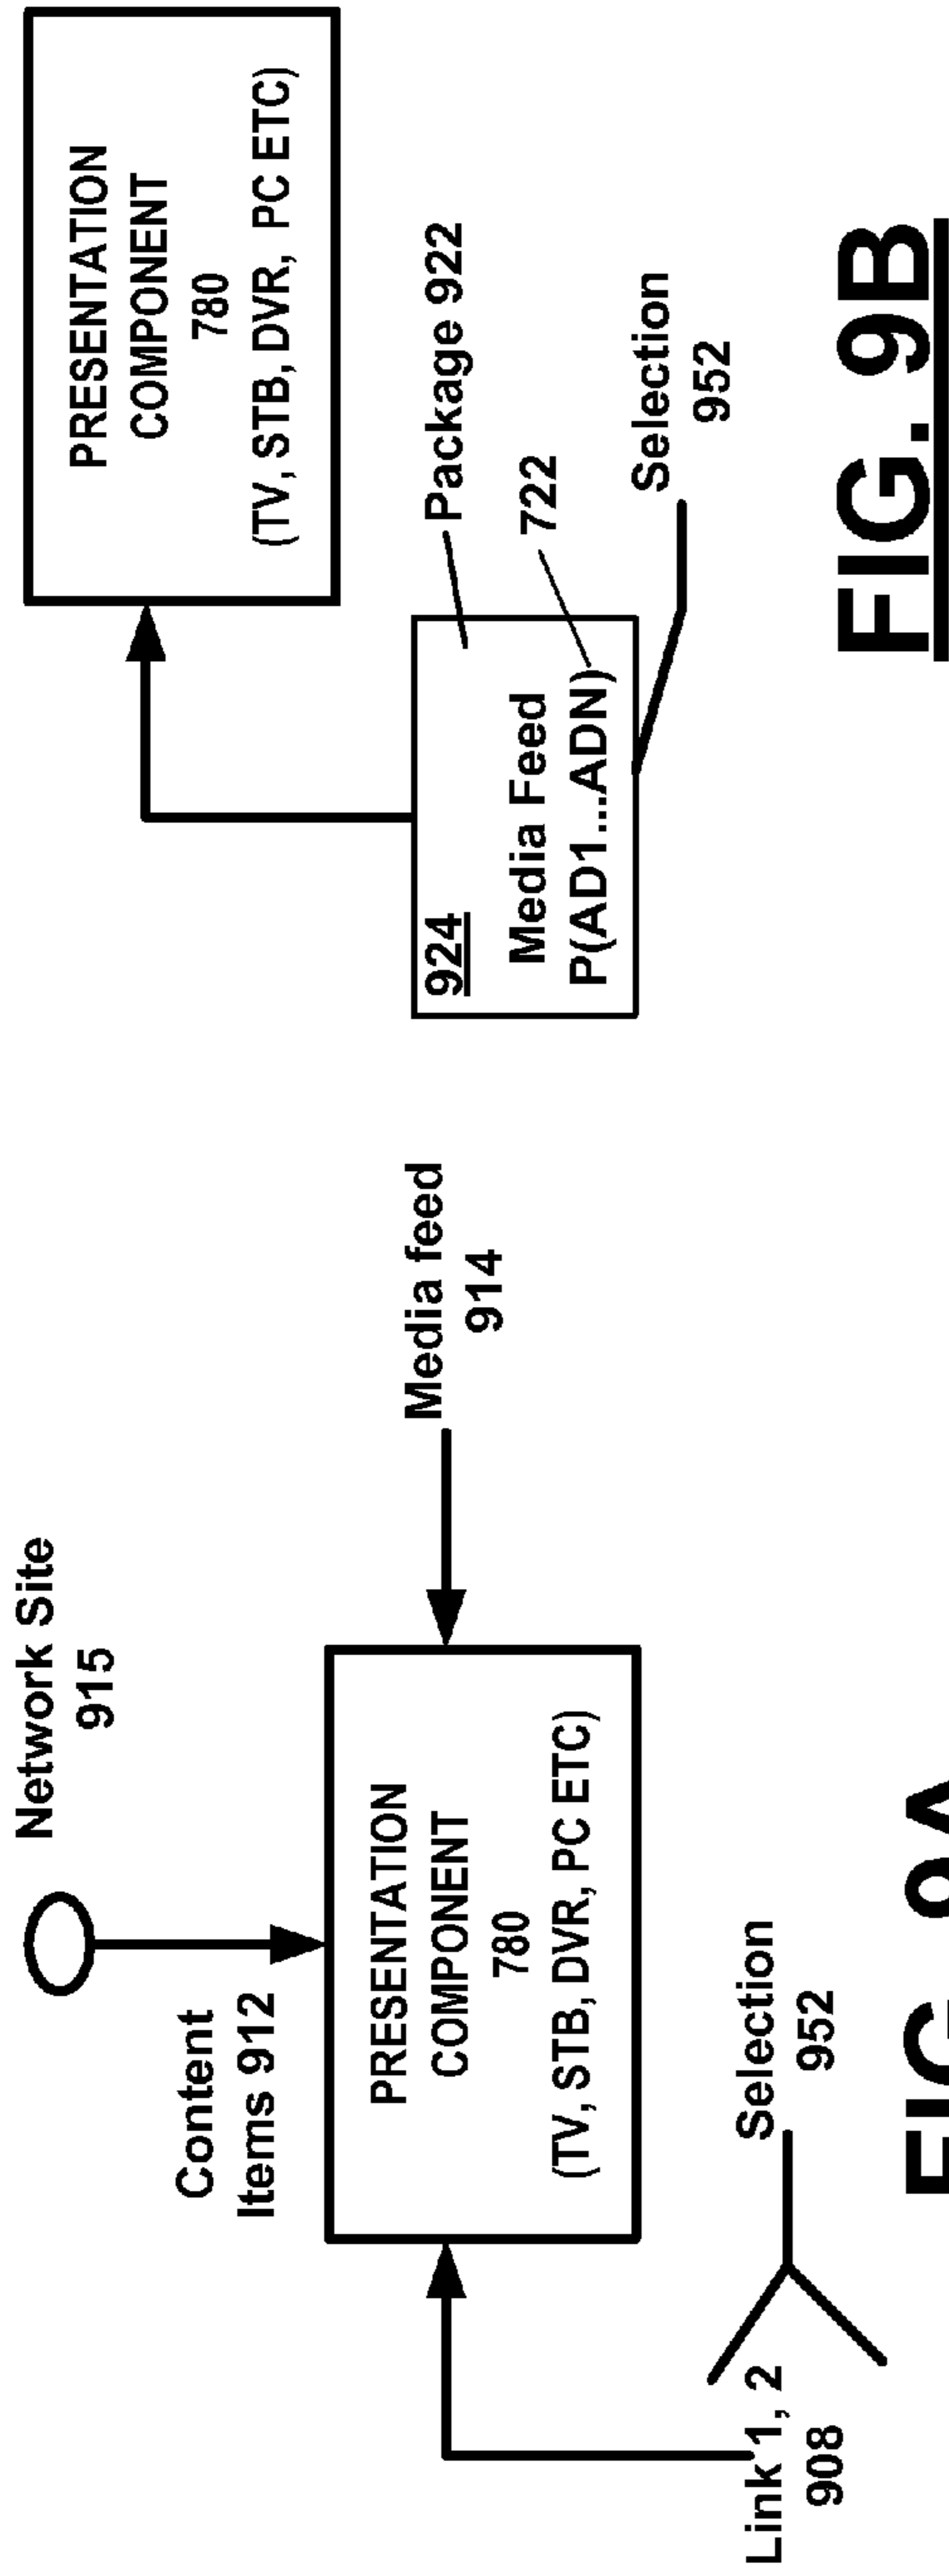 Network Site
915
Content
Items 912
PRESENTATION
COMPONENT
780
(TV, STB, DVR, PC ETC)
Media feed
914
Link 1, 2
908
Selection
952
FIG. 9A
PRESENTATION
COMPONENT
780
(TV, STB, DVR, PC ETC)
Package 922
924
Media Feed
P(AD1...ADN)
722
Selection
952
FIG. 9B